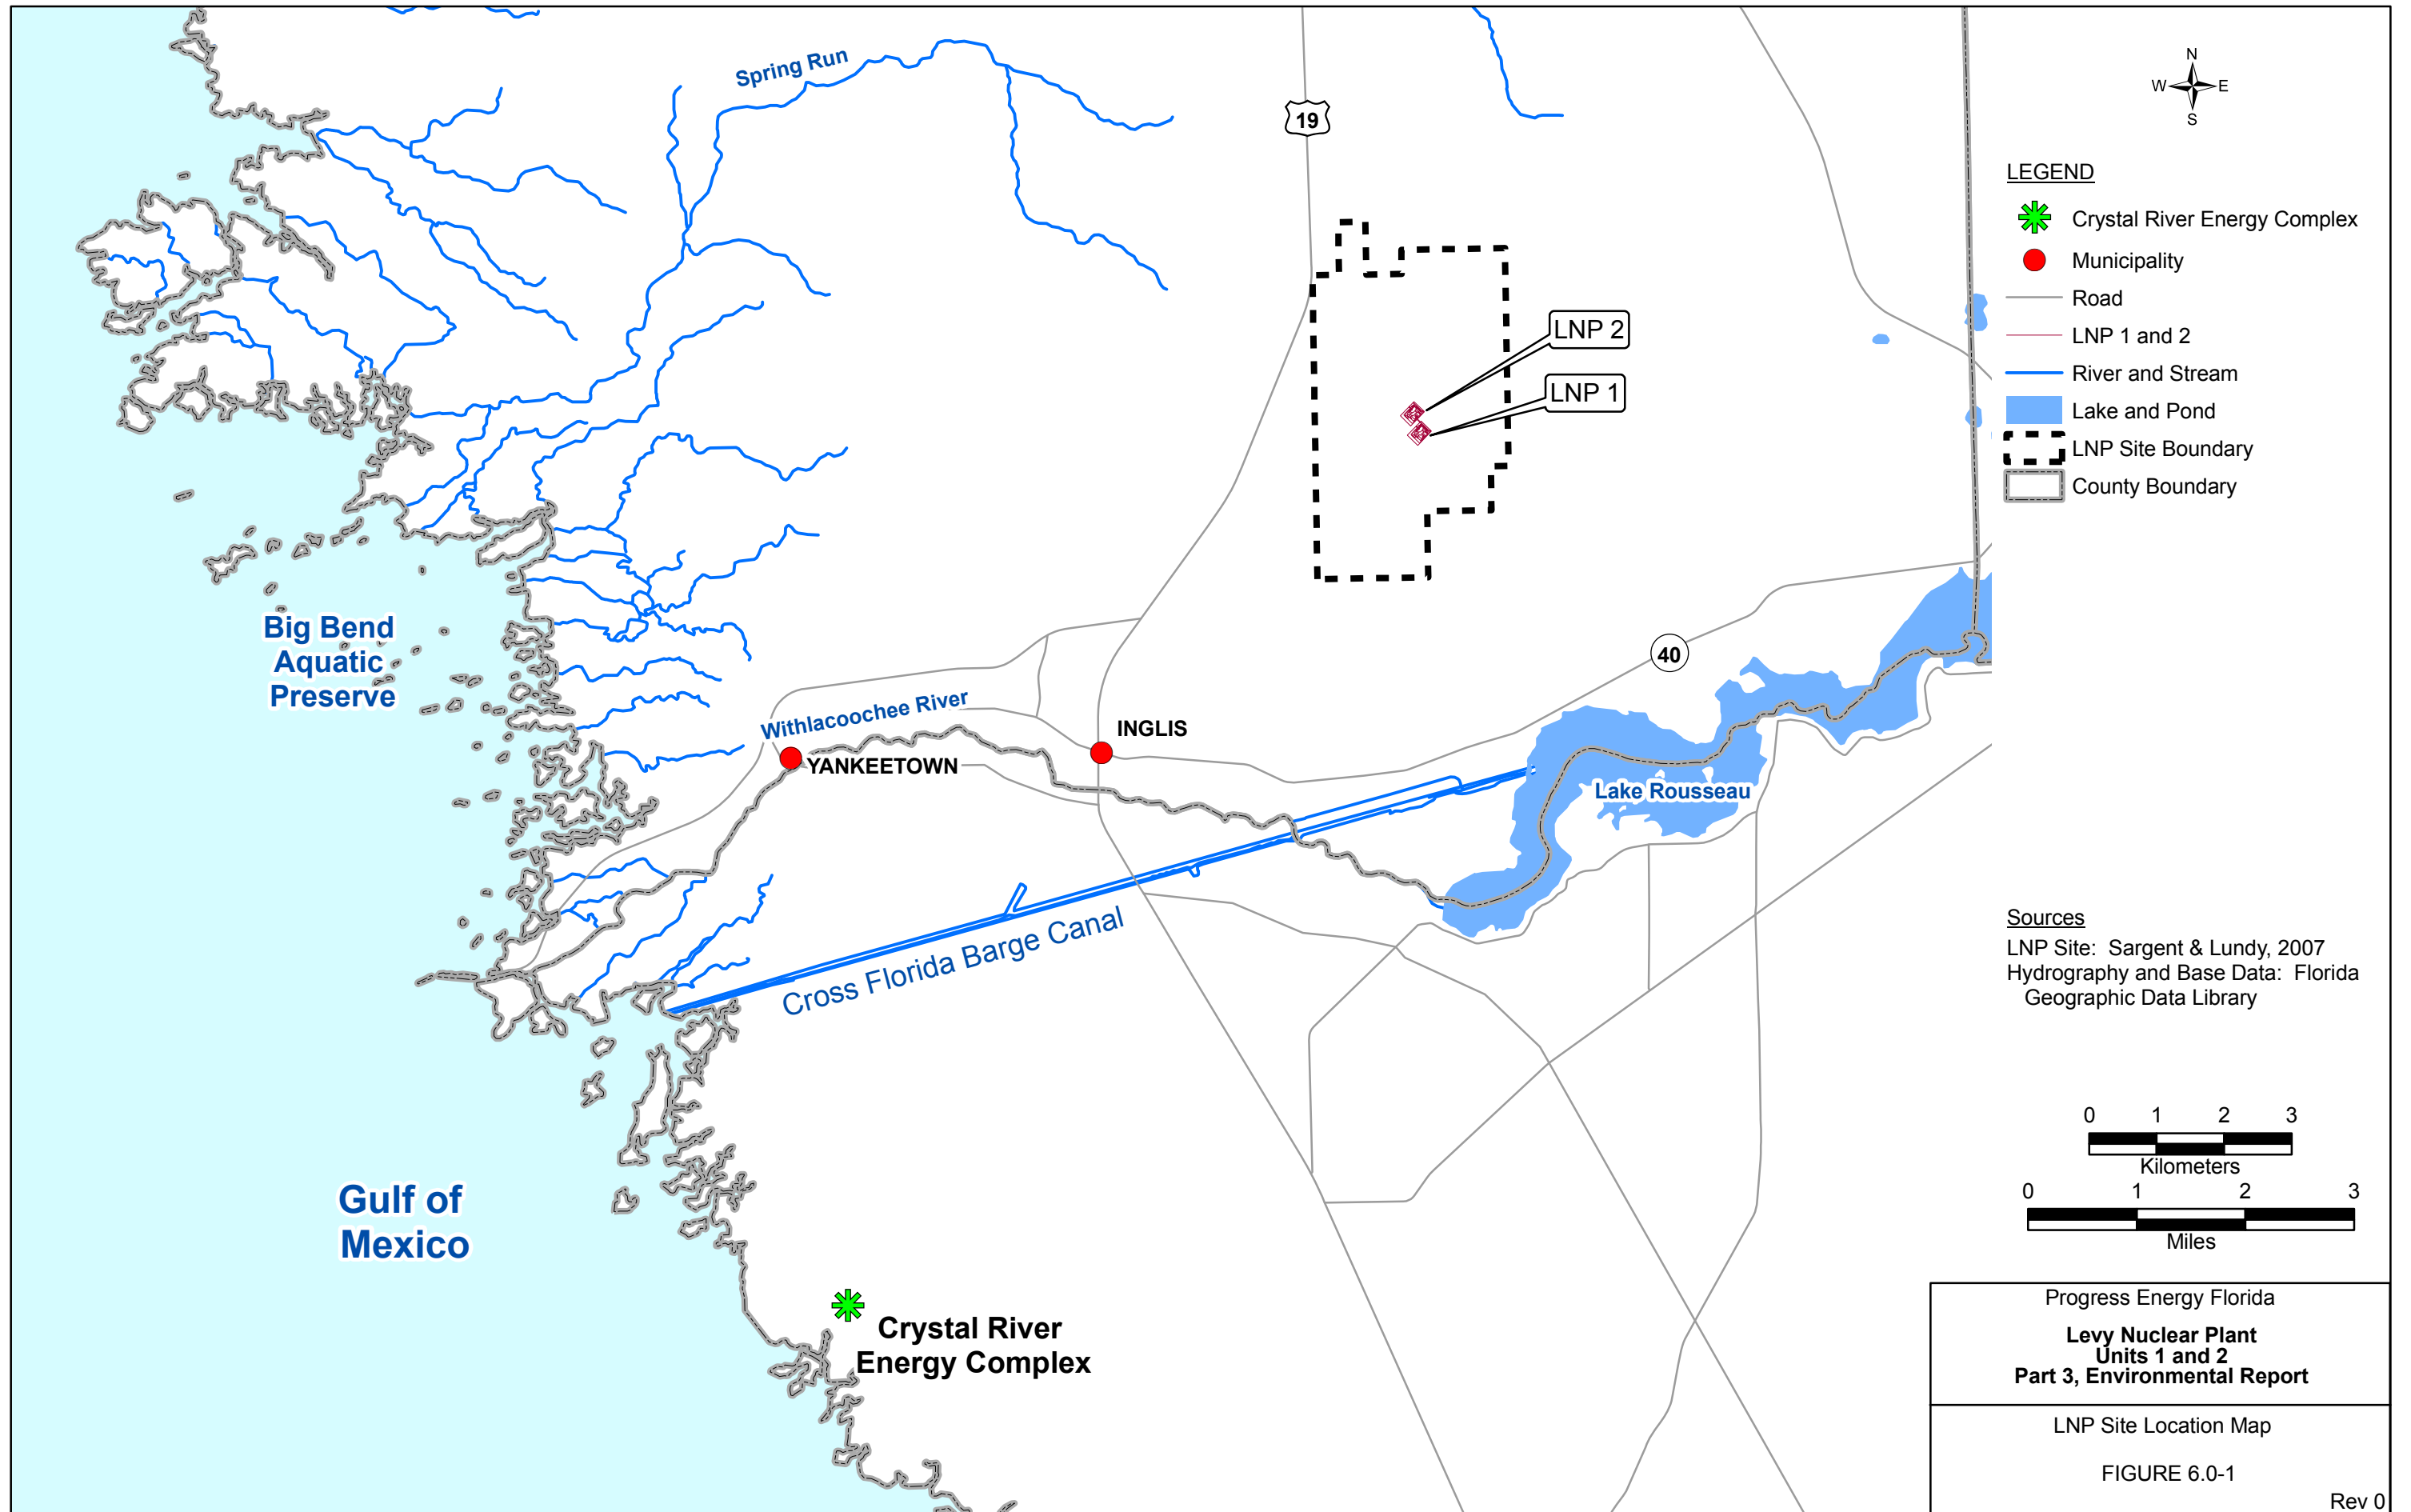 Spring Run
19
N
W
E
S
LEGEND
Crystal River Energy Complex
Municipality
Road
LNP 1 and 2
River and Stream
Lake and Pond
LNP Site Boundary
County Boundary
LNP 2
LNP 1
Big Bend
Aquatic
Preserve
40
Withlacoochee River
INGLIS
YANKEETOWN
Lake Rousseau
Cross Florida Barge Canal
Sources
LNP Site: Sargent & Lundy, 2007
Hydrography and Base Data: Florida
Geographic Data Library
0 1 2 3
Kilometers
0 1 2 3
Miles
Gulf of
Mexico
Crystal River
Energy Complex
Progress Energy Florida
Levy Nuclear Plant
Units 1 and 2
Part 3, Environmental Report
LNP Site Location Map
FIGURE 6.0-1
Rev 0